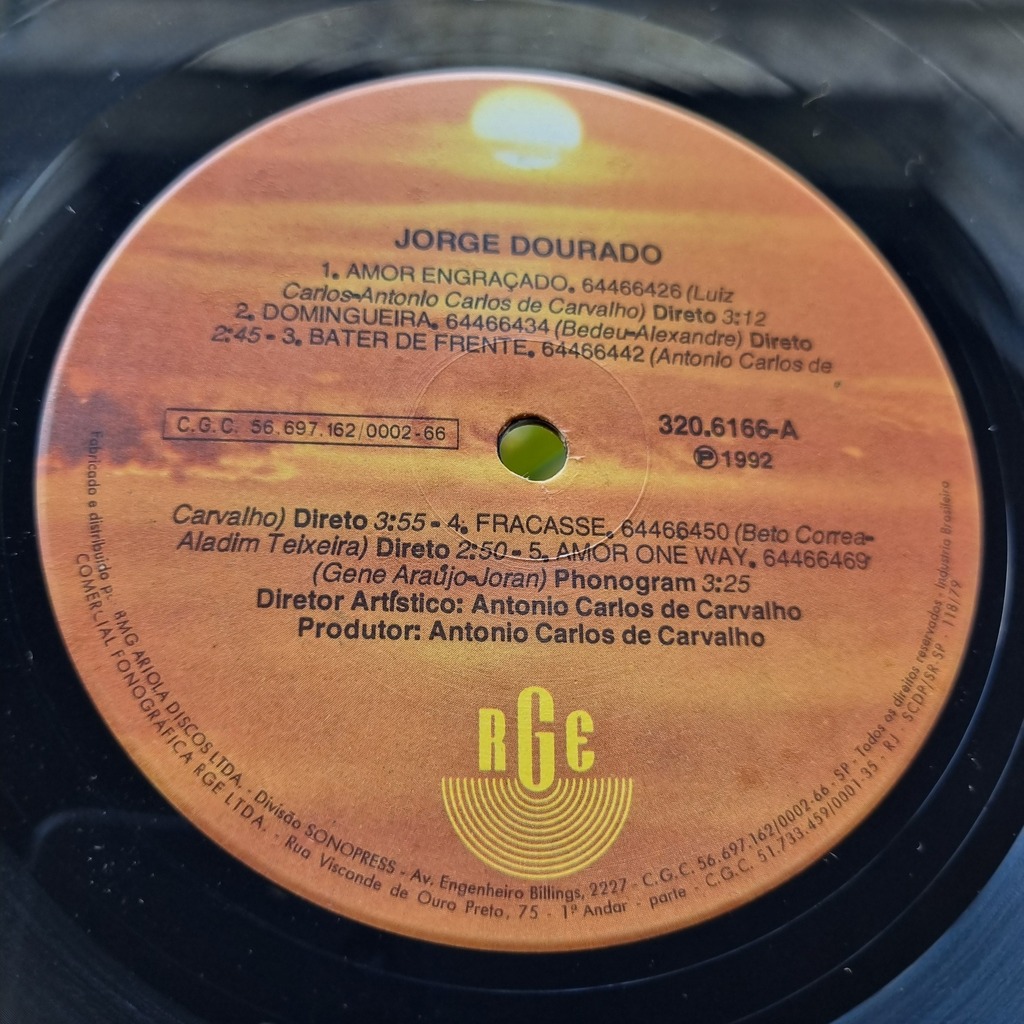 JORGE DOURADO
1. AMOR ENGRAÇADO. 64466426 (Luiz
Carlos-Antonio Carlos de Carvalho) Direto 3:12
2. DOMINGUEIRA. 64466434 (Bedeu-Alexandre) Direto
2:45 - 3. BATER DE FRENTE. 64466442 (Antonio Carlos de
C.G.C. 56.697.162/0002-66
320.6166-A
℗1992
Carvalho) Direto 3:55 - 4. FRACASSE. 64466450 (Beto Correa-
Aladim Teixeira) Direto 2:50 - 5. AMOR ONE WAY. 64466469
(Gene Araújo-Joran) Phonogram 3:25
Diretor Artístico: Antonio Carlos de Carvalho
Produtor: Antonio Carlos de Carvalho
RGE
Fabricado e distribuído p: BMG ARIOLA DISCOS LTDA. - Divisão SONOPRESS - Av. Engenheiro Billings, 2227 - C.G.C. 56.697.162/0002-66 - SP - Todos os direitos reservados - Indústria Brasileira
COMERCIAL FONOGRÁFICA RGE LTDA. - Rua Visconde de Ouro Preto, 75 - 1º Andar - parte - C.G.C. 51.733.459/0001-35 - RJ - SCDP/SR SP - 118/79